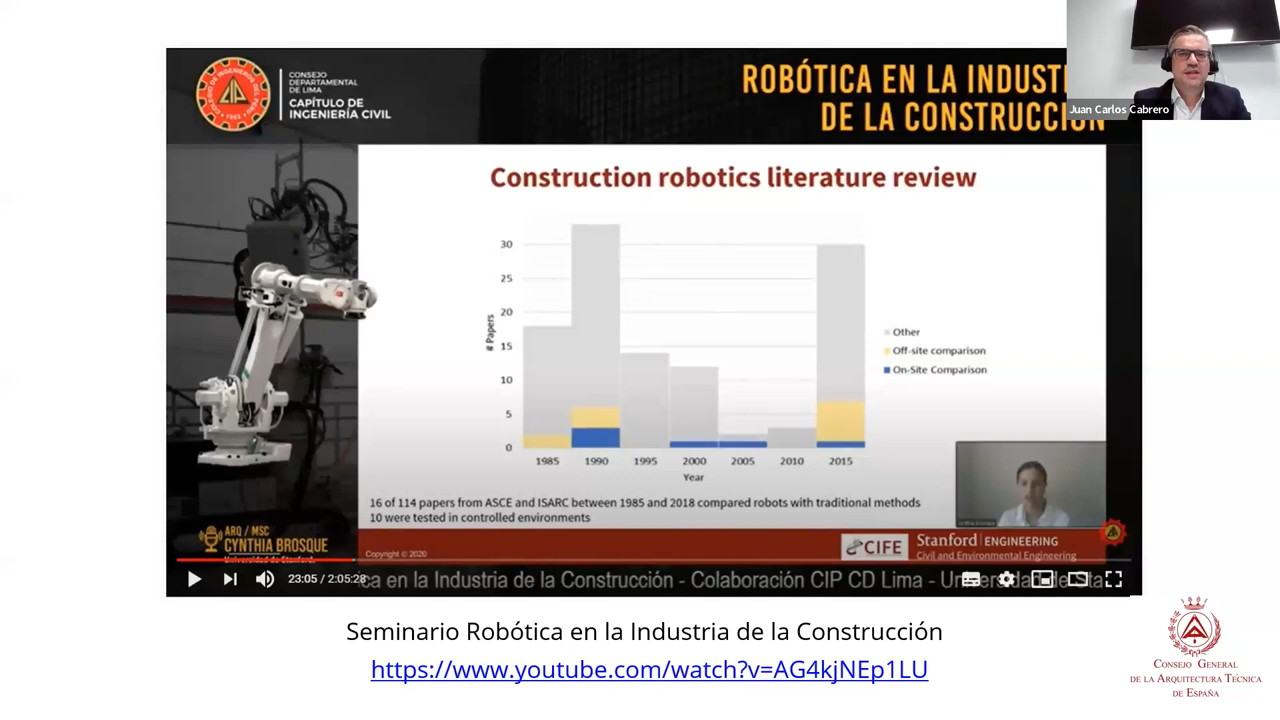 CONSEJO
DEPARTAMENTAL
DE LIMA
CAPÍTULO DE
INGENIERÍA CIVIL
ROBÓTICA EN LA INDUST
DE LA CONSTRUCCIÓN
Juan Carlos Cabrero
Construction robotics literature review
# Papers
30
25
20
15
10
5
0
1985 1990 1995 2000 2005 2010 2015
Year
Other
Off-site comparison
On-Site Comparison
16 of 114 papers from ASCE and ISARC between 1985 and 2018 compared robots with traditional methods
10 were tested in controlled environments
ARQ / MSC
CYNTHIA BROSQUE
Universidad de Stanford
Copyright © 2020
CIFE
Stanford | ENGINEERING
Civil and Environmental Engineering
23:05 / 2:05:28
ca en la Industria de la Construcción - Colaboración CIP CD Lima - Universidad de Sta
Seminario Robótica en la Industria de la Construcción
https://www.youtube.com/watch?v=AG4kjNEp1LU
Consejo General
de la Arquitectura Técnica
de España